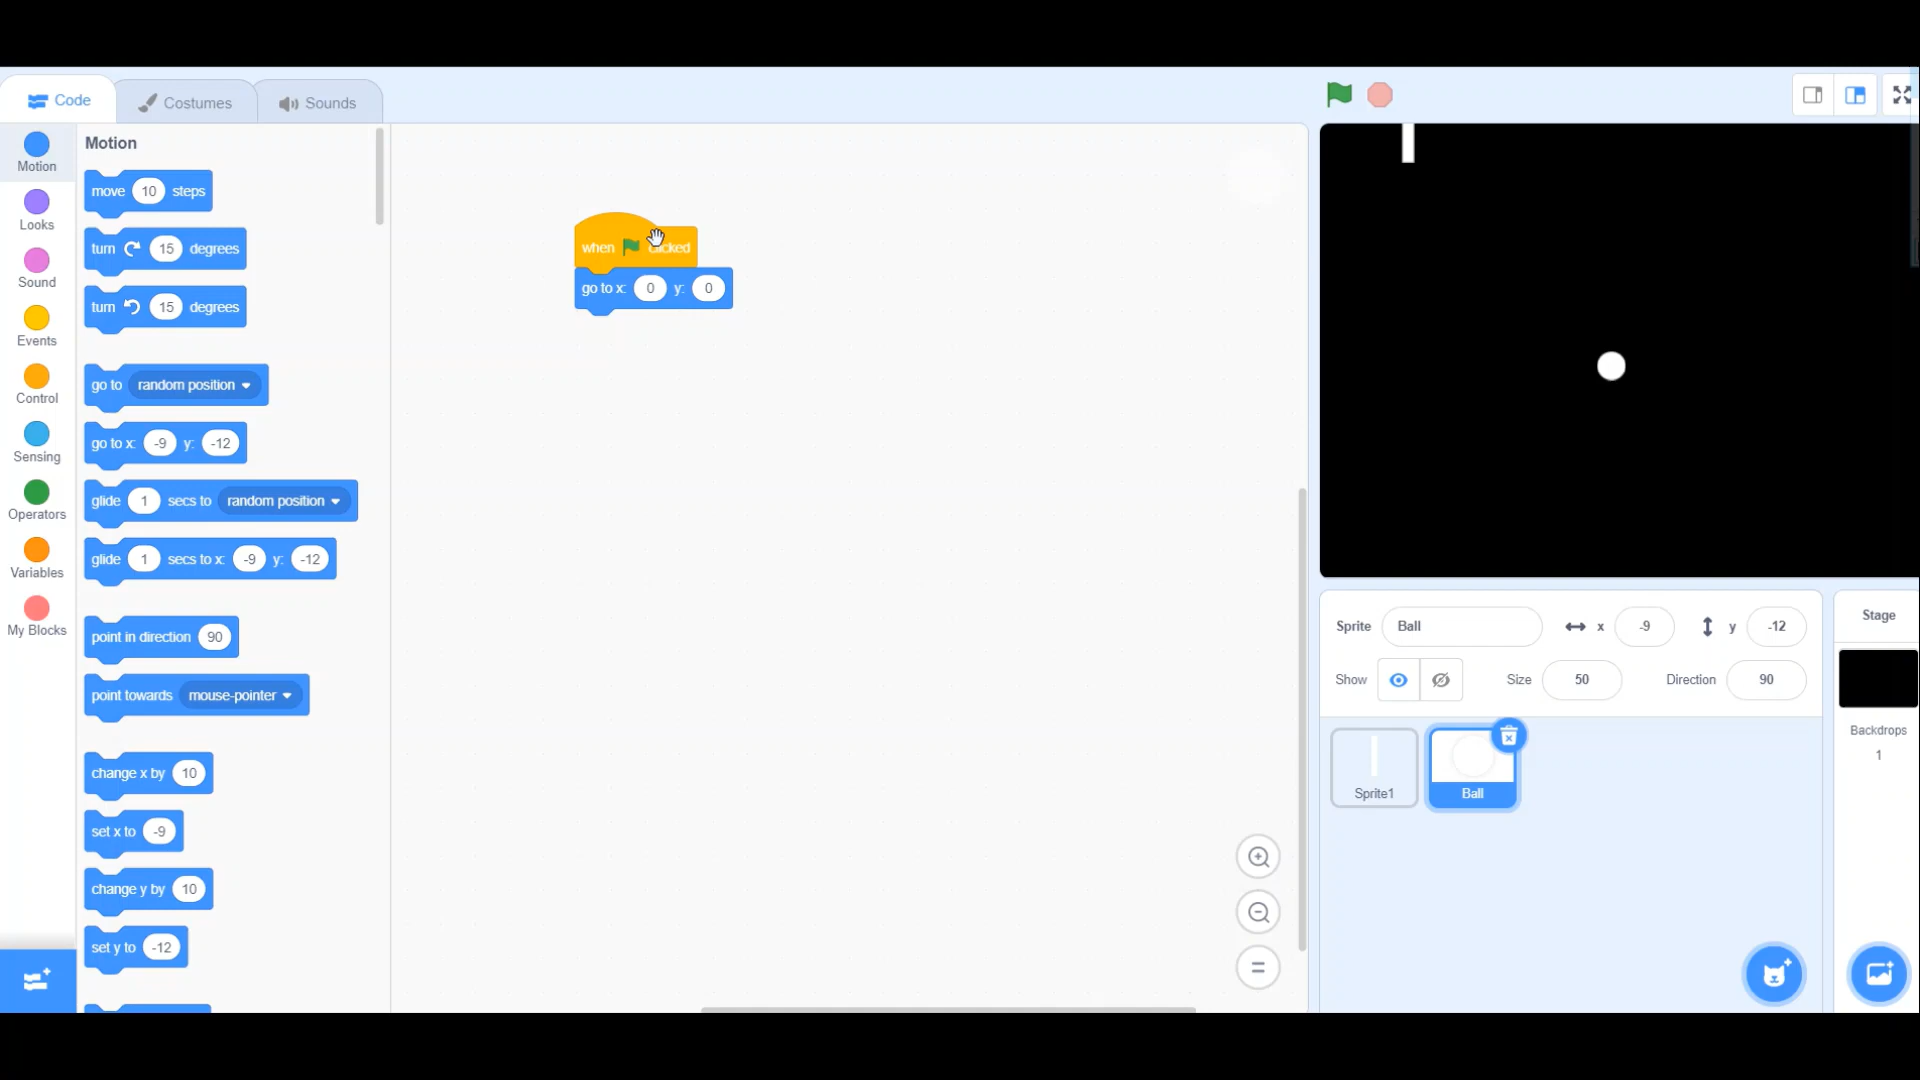 Code
Costumes
Sounds
Motion
Looks
Sound
Events
Control
Sensing
Operators
Variables
My Blocks
Motion
move 10 steps
turn 15 degrees
turn 15 degrees
go to random position
go to x: -9 y: -12
glide 1 secs to random position
glide 1 secs to x: -9 y: -12
point in direction 90
point towards mouse-pointer
change x by 10
set x to -9
change y by 10
set y to -12
when clicked
go to x: 0 y: 0
Sprite Ball x -9 y -12
Show Size 50 Direction 90
Sprite1
Ball
Stage
Backdrops
1